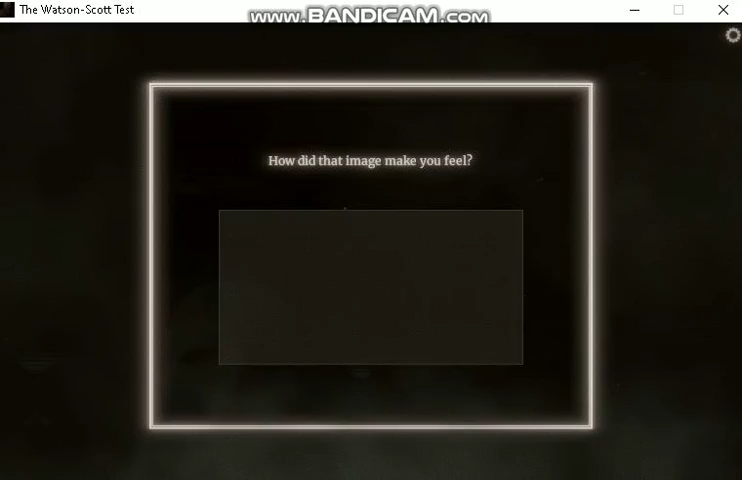 The Watson-Scott Test
WWW.BANDICAM.COM
How did that image make you feel?